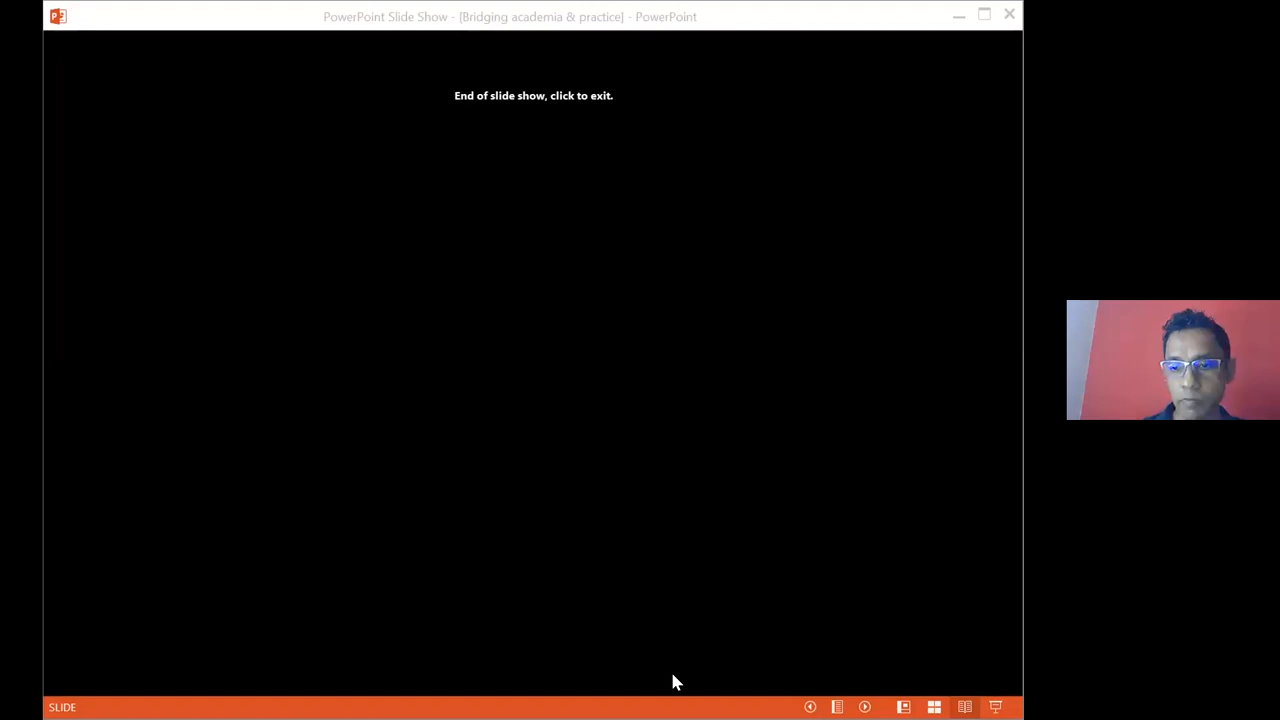 PowerPoint Slide Show - [Bridging academia & practice] - PowerPoint
End of slide show, click to exit.
SLIDE